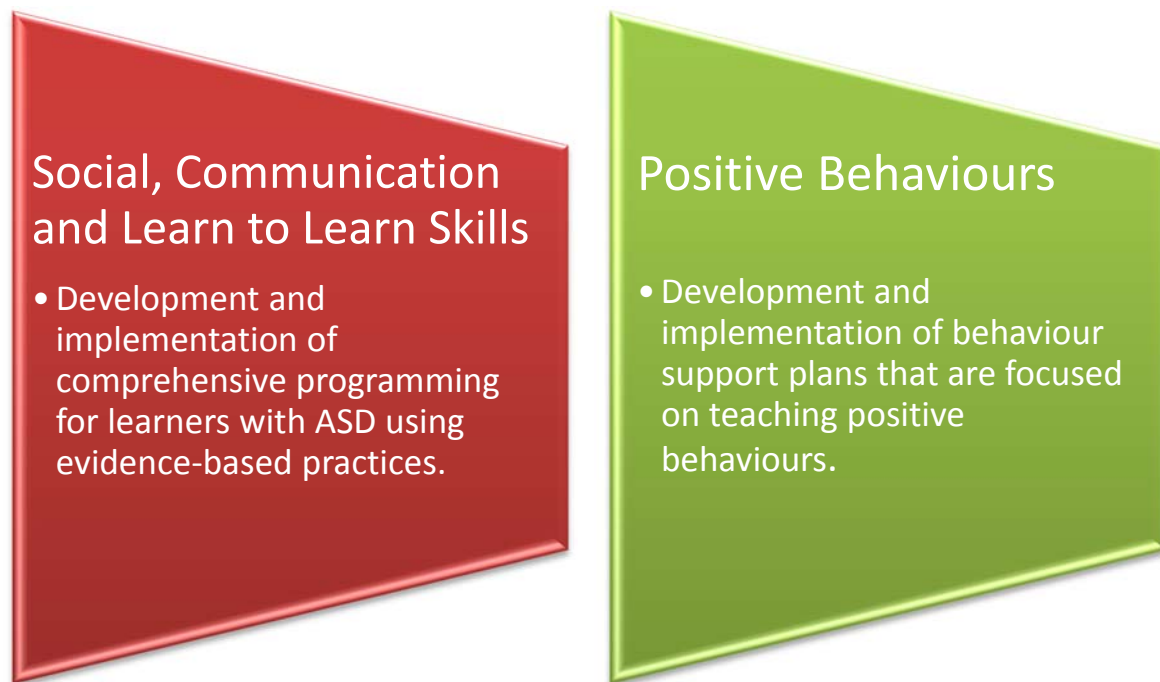 Social, Communication
and Learn to Learn Skills
• Development and
implementation of
comprehensive programming
for learners with ASD using
evidence-based practices.
Positive Behaviours
• Development and
implementation of behaviour
support plans that are focused
on teaching positive
behaviours.